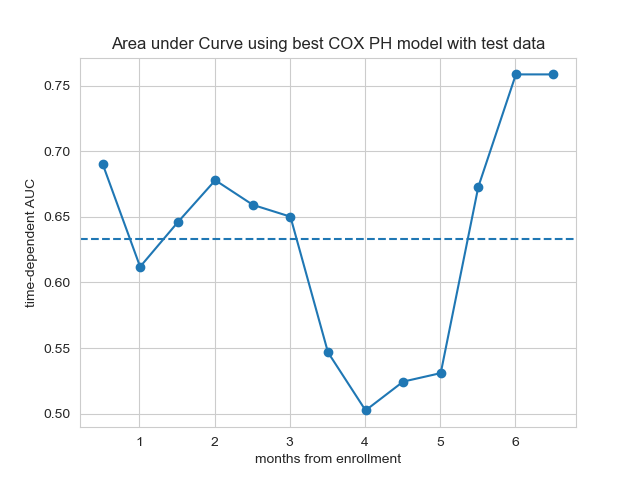 Area under Curve using best COX PH model with test data
time-dependent AUC
0.75
0.70
0.65
0.60
0.55
0.50
1 2 3 4 5 6
months from enrollment